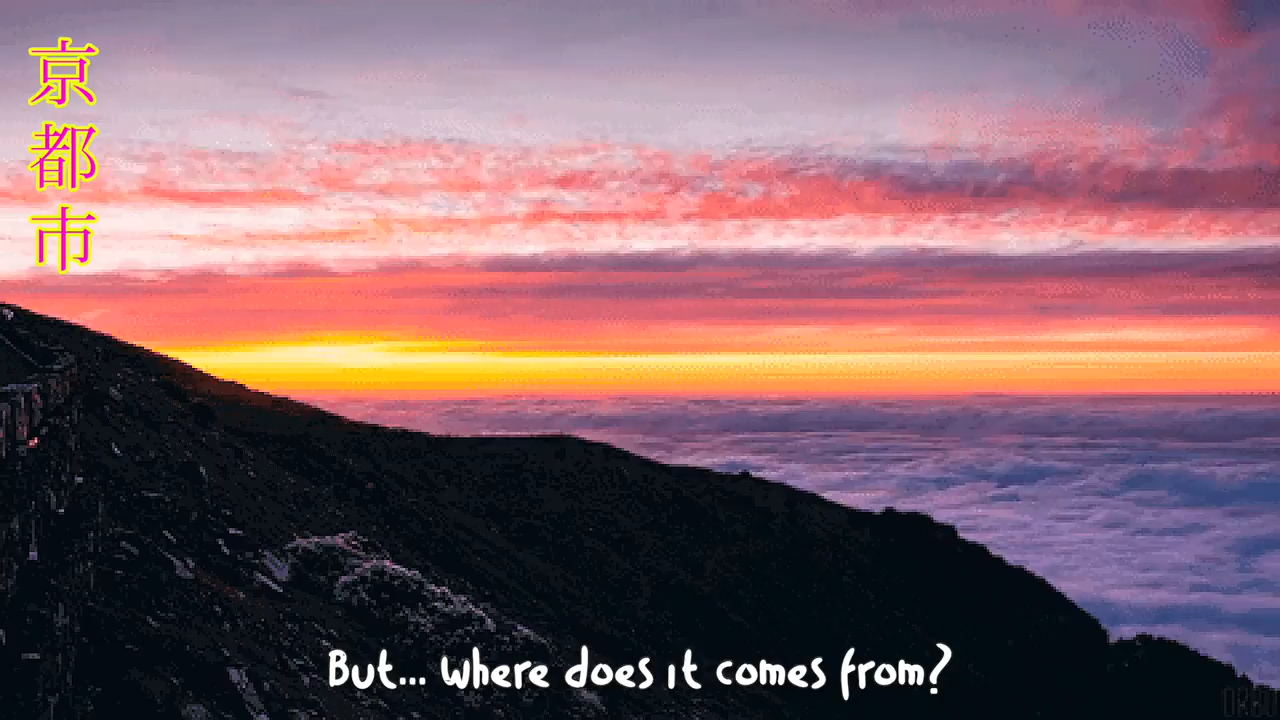 京都市
But... where does it comes from?